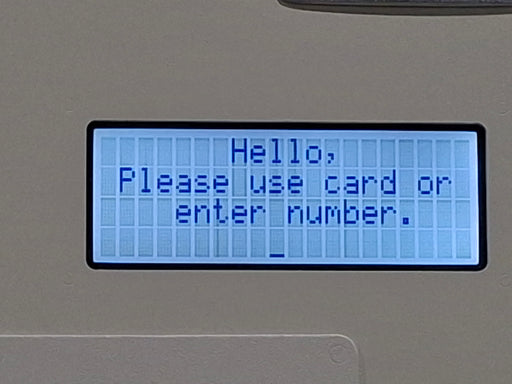 Hello,
Please use card or
enter number.
_